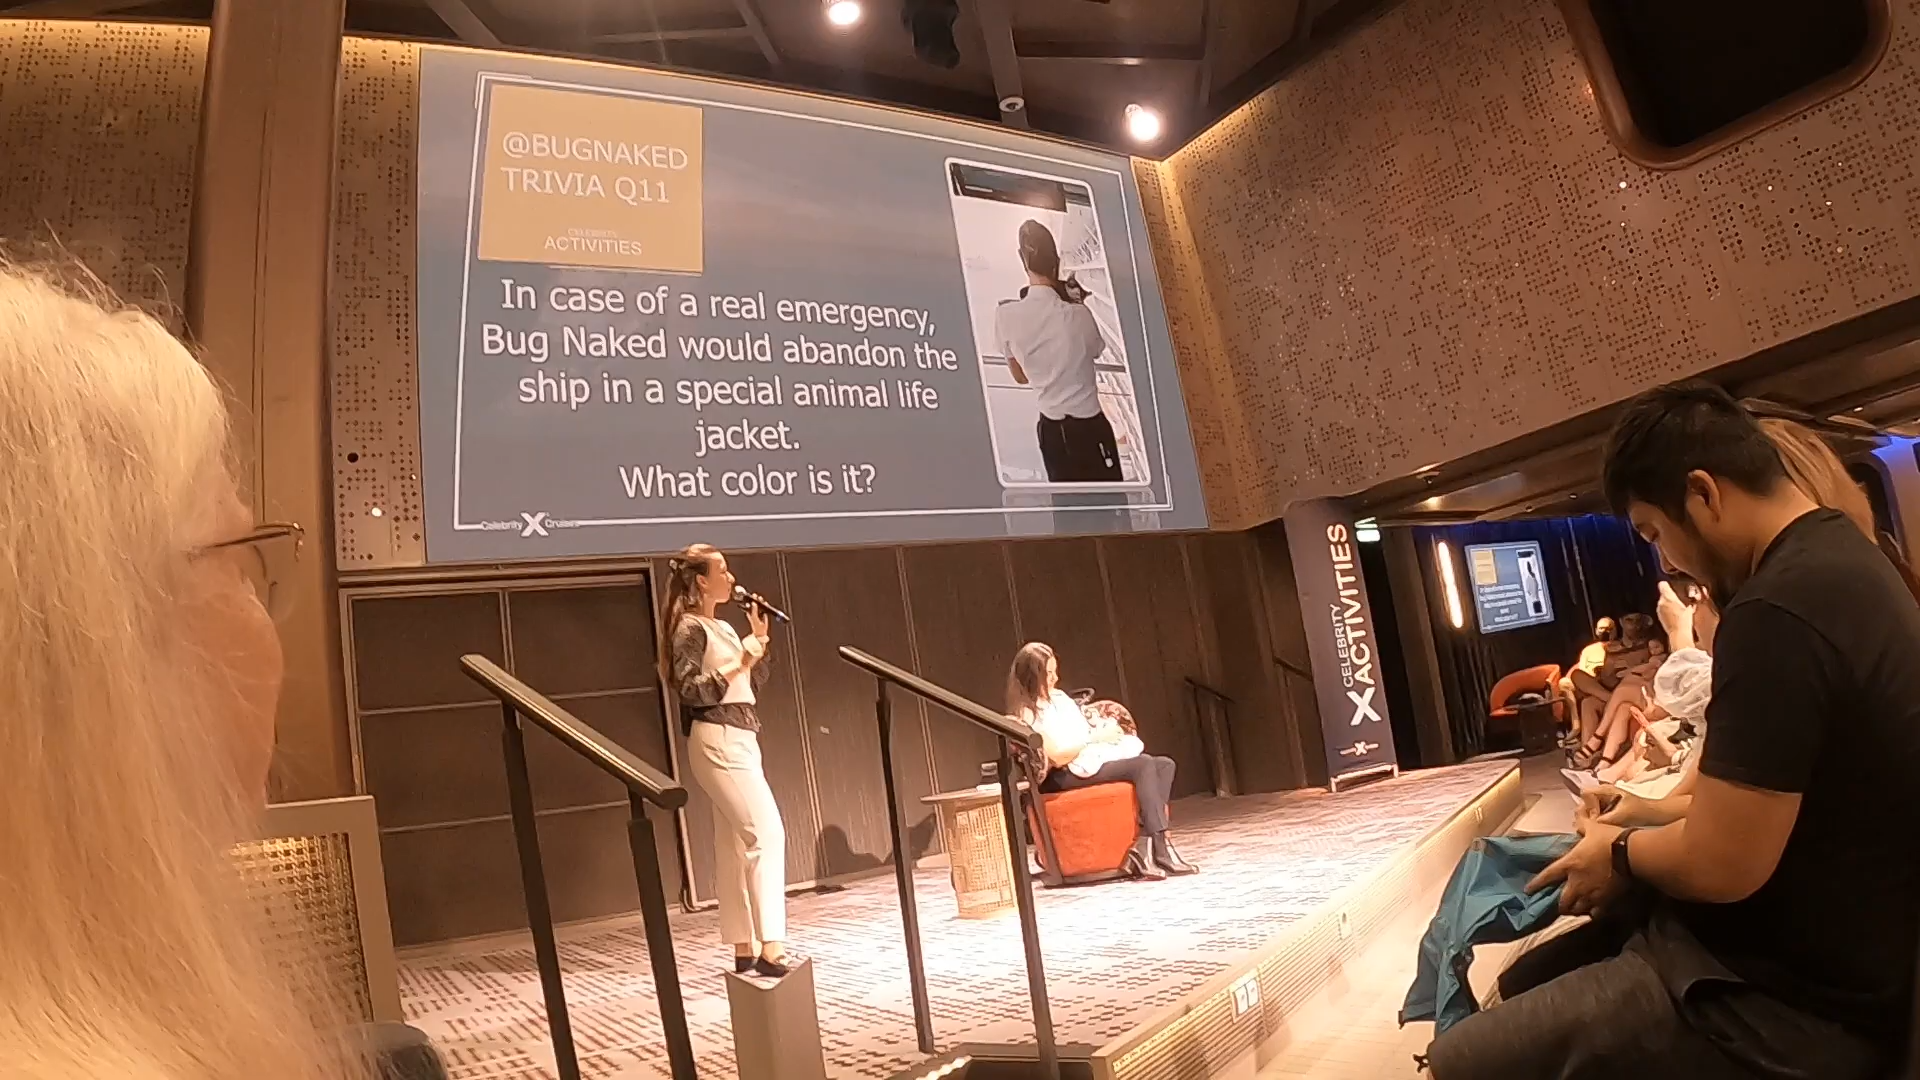 @BUGNAKED
TRIVIA Q11
CELEBRITY
ACTIVITIES
In case of a real emergency,
Bug Naked would abandon the
ship in a special animal life
jacket.
What color is it?
Celebrity X Cruises
CELEBRITY
X ACTIVITIES
X